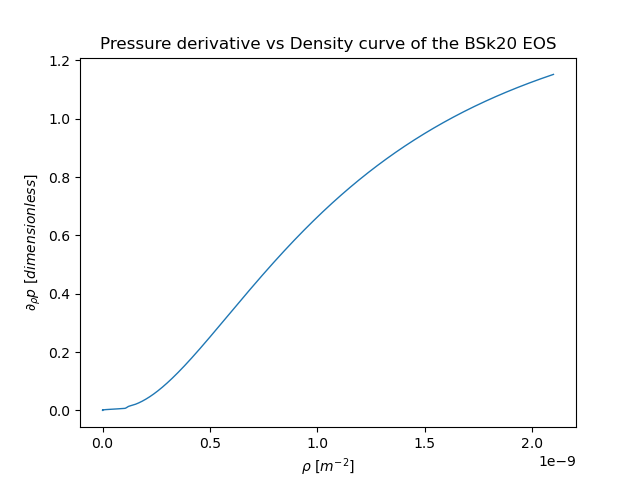 Pressure derivative vs Density curve of the BSk20 EOS
1.2
1.0
0.8
0.6
0.4
0.2
0.0
∂ρp [dimensionless]
0.0 0.5 1.0 1.5 2.0
1e−9
ρ [m⁻²]